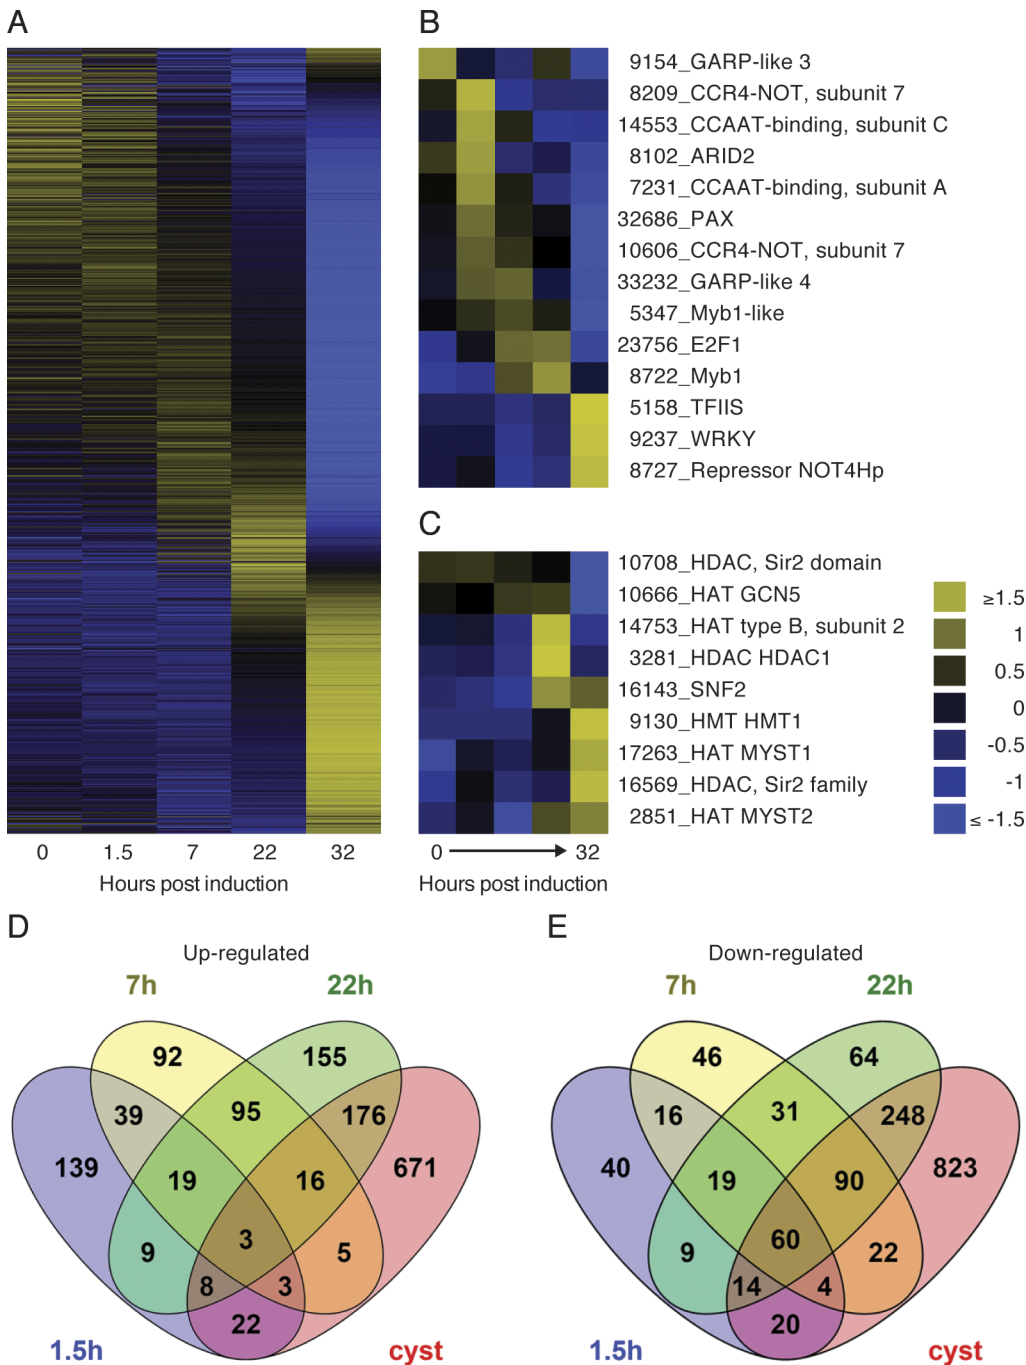 A
B
9154_GARP-like 3
8209_CCR4-NOT, subunit 7
14553_CCAAT-binding, subunit C
8102_ARID2
7231_CCAAT-binding, subunit A
32686_PAX
10606_CCR4-NOT, subunit 7
33232_GARP-like 4
5347_Myb1-like
23756_E2F1
8722_Myb1
5158_TFIIS
9237_WRKY
8727_Repressor NOT4Hp
0 1.5 7 22 32
Hours post induction
C
10708_HDAC, Sir2 domain
10666_HAT GCN5
14753_HAT type B, subunit 2
3281_HDAC HDAC1
16143_SNF2
9130_HMT HMT1
17263_HAT MYST1
16569_HDAC, Sir2 family
2851_HAT MYST2
0 32
Hours post induction
≥1.5
1
0.5
0
-0.5
-1
≤ -1.5
D
Up-regulated
7h 22h
92 155
39 95 176
139 19 16 671
9 3 5
8 3
22
1.5h cyst
E
Down-regulated
7h 22h
46 64
16 31 248
40 19 90 823
9 60 22
14 4
20
1.5h cyst